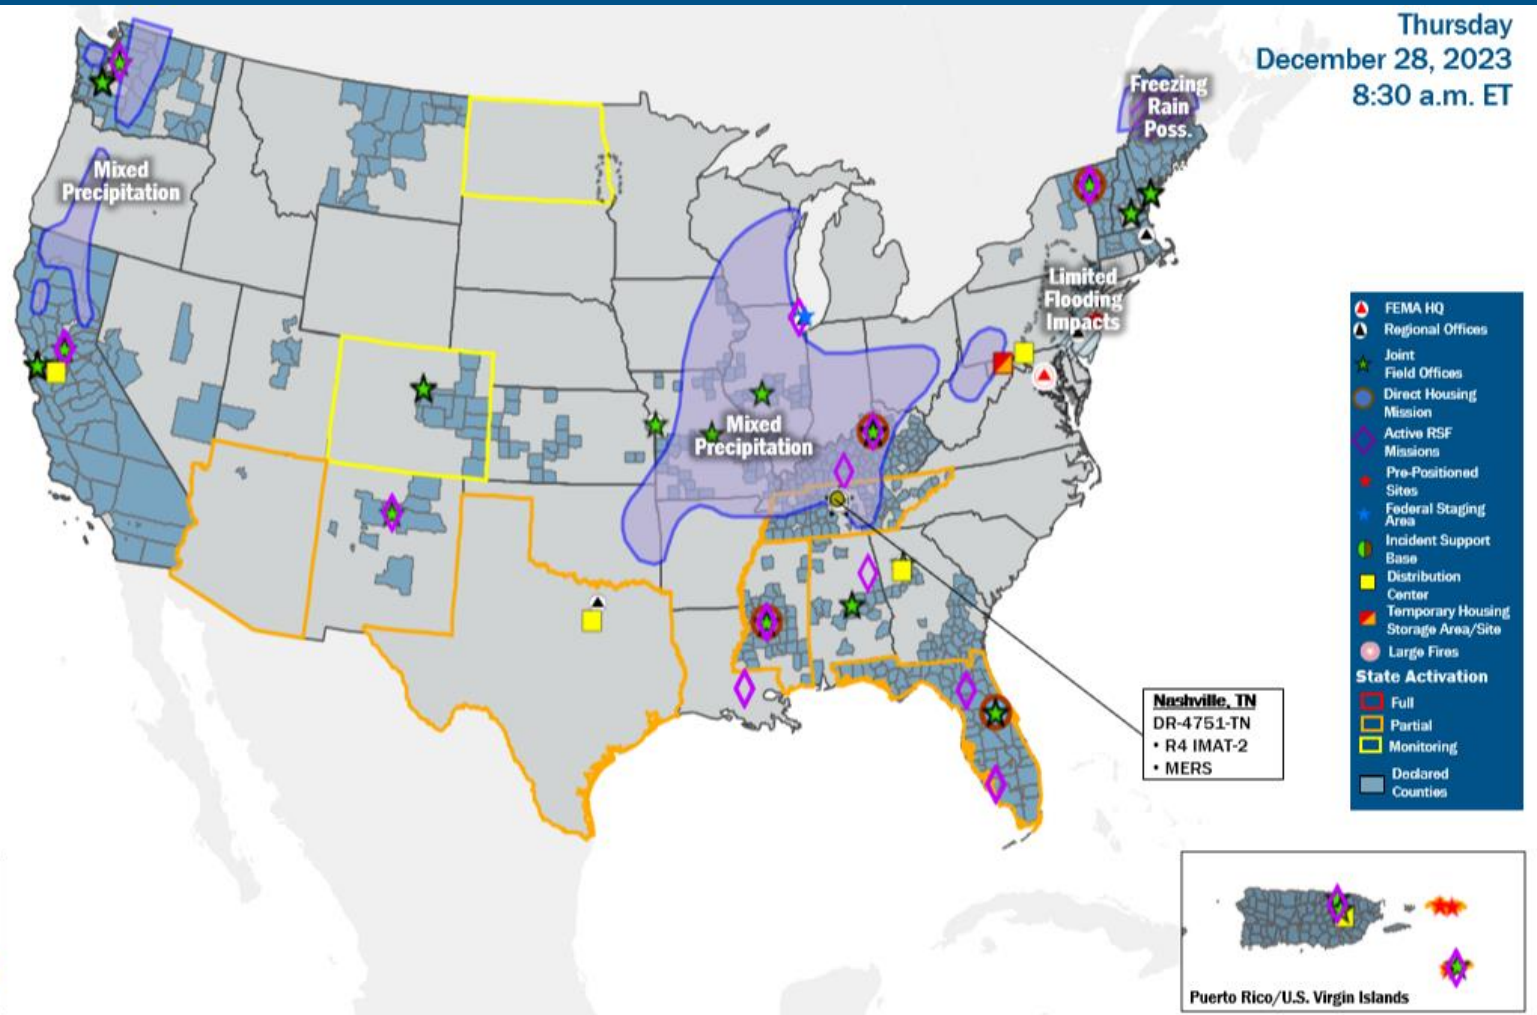 Thursday
December 28, 2023
8:30 a.m. ET
Freezing
Rain
Poss.
Mixed
Precipitation
Limited
Flooding
Impacts
Mixed
Precipitation
FEMA HQ
Regional Offices
Joint
Field Offices
Direct Housing
Mission
Active RSF
Missions
Pre-Positioned
Sites
Federal Staging
Area
Incident Support
Base
Distribution
Center
Temporary Housing
Storage Area/Site
Large Fires
State Activation
Full
Partial
Monitoring
Declared
Counties
Nashville, TN
DR-4751-TN
• R4 IMAT-2
• MERS
Puerto Rico/U.S. Virgin Islands